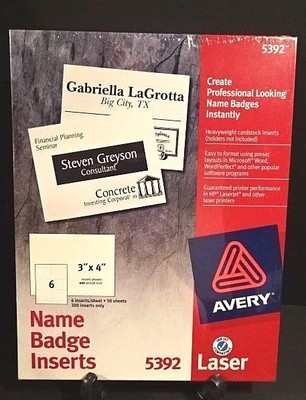 5392
Create
Professional Looking
Name Badges
Instantly
Heavyweight cardstock inserts
(holders not included)
Easy to format using preset
layouts in Microsoft® Word,
WordPerfect® and other popular
software programs
Guaranteed printer performance
in HP® LaserJet® and other
laser printers
Gabriella LaGrotta
Big City, TX
Financial Planning
Seminar
Steven Greyson
Consultant
Concrete
Investing Corporation
3" x 4"
6
6 inserts/sheet • 50 sheets
300 inserts only
AVERY
Name
Badge
Inserts
5392
Laser